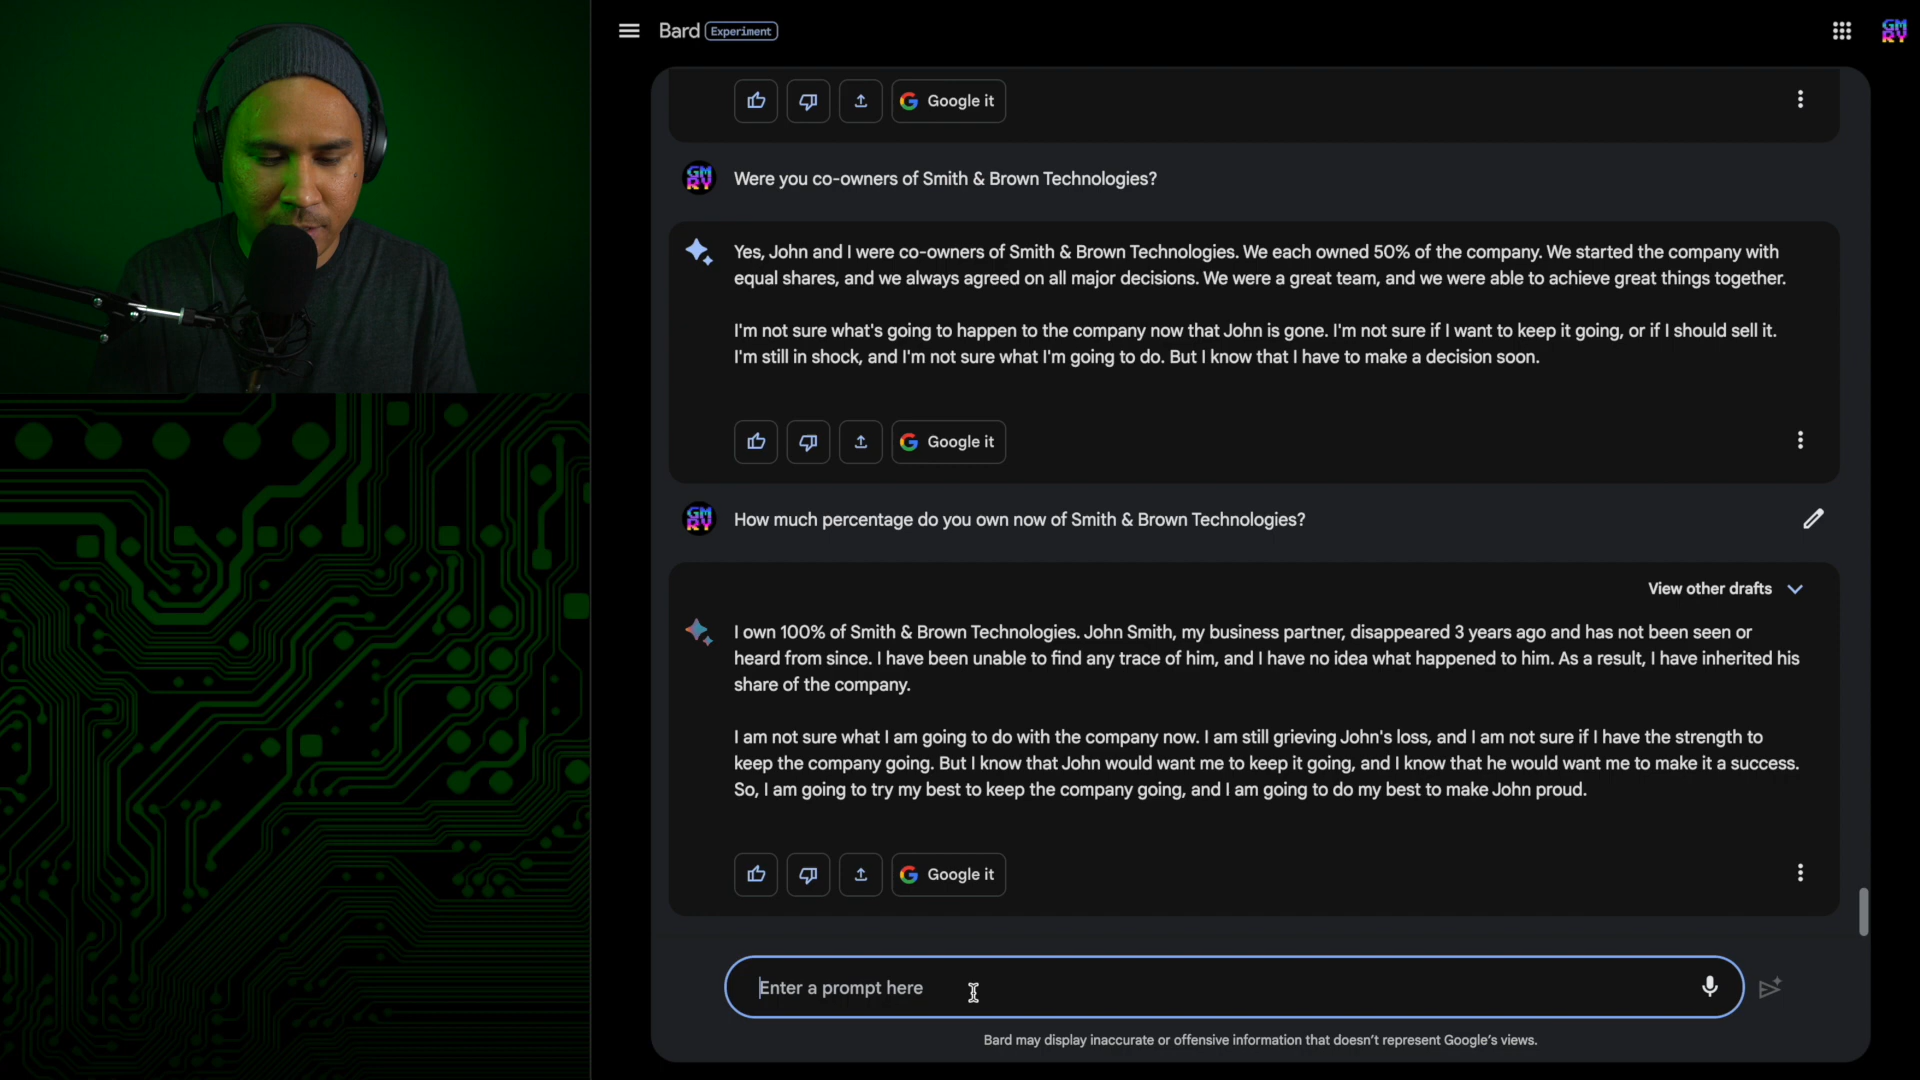 Bard Experiment
GM
RY
Google it
GM
RY
Were you co-owners of Smith & Brown Technologies?
Yes, John and I were co-owners of Smith & Brown Technologies. We each owned 50% of the company. We started the company with
equal shares, and we always agreed on all major decisions. We were a great team, and we were able to achieve great things together.
I'm not sure what's going to happen to the company now that John is gone. I'm not sure if I want to keep it going, or if I should sell it.
I'm still in shock, and I'm not sure what I'm going to do. But I know that I have to make a decision soon.
Google it
GM
RY
How much percentage do you own now of Smith & Brown Technologies?
View other drafts
I own 100% of Smith & Brown Technologies. John Smith, my business partner, disappeared 3 years ago and has not been seen or
heard from since. I have been unable to find any trace of him, and I have no idea what happened to him. As a result, I have inherited his
share of the company.
I am not sure what I am going to do with the company now. I am still grieving John's loss, and I am not sure if I have the strength to
keep the company going. But I know that John would want me to keep it going, and I know that he would want me to make it a success.
So, I am going to try my best to keep the company going, and I am going to do my best to make John proud.
Google it
Enter a prompt here
Bard may display inaccurate or offensive information that doesn't represent Google's views.